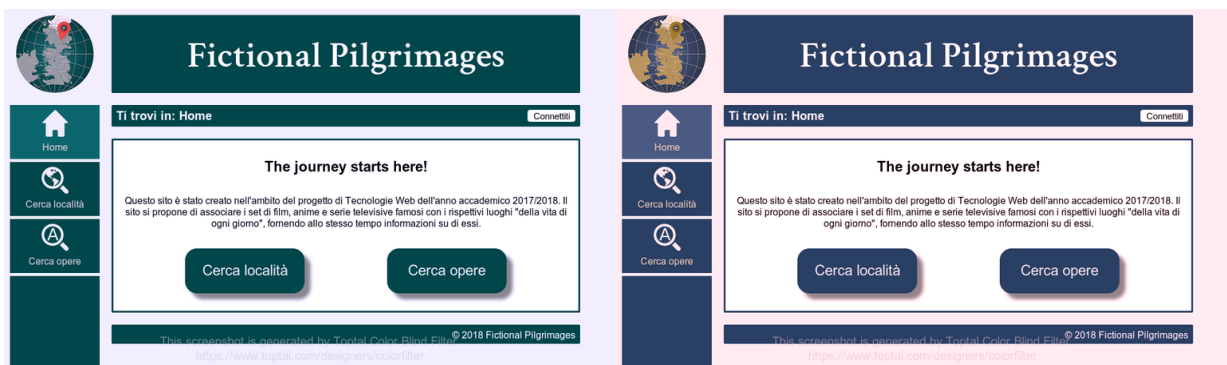 Fictional Pilgrimages
Ti trovi in: Home
Connettiti
Home
Cerca località
Cerca opere
The journey starts here!
Questo sito è stato creato nell'ambito del progetto di Tecnologie Web dell'anno accademico 2017/2018. Il
sito si propone di associare i set di film, anime e serie televisive famosi con i rispettivi luoghi "della vita di
ogni giorno", fornendo allo stesso tempo informazioni su di essi.
Cerca località
Cerca opere
© 2018 Fictional Pilgrimages
This screenshot is generated by Toptal Color Blind Filter
https://www.toptal.com/designers/colorfilter
Fictional Pilgrimages
Ti trovi in: Home
Connettiti
Home
Cerca località
Cerca opere
The journey starts here!
Questo sito è stato creato nell'ambito del progetto di Tecnologie Web dell'anno accademico 2017/2018. Il
sito si propone di associare i set di film, anime e serie televisive famosi con i rispettivi luoghi "della vita di
ogni giorno", fornendo allo stesso tempo informazioni su di essi.
Cerca località
Cerca opere
© 2018 Fictional Pilgrimages
This screenshot is generated by Toptal Color Blind Filter
https://www.toptal.com/designers/colorfilter